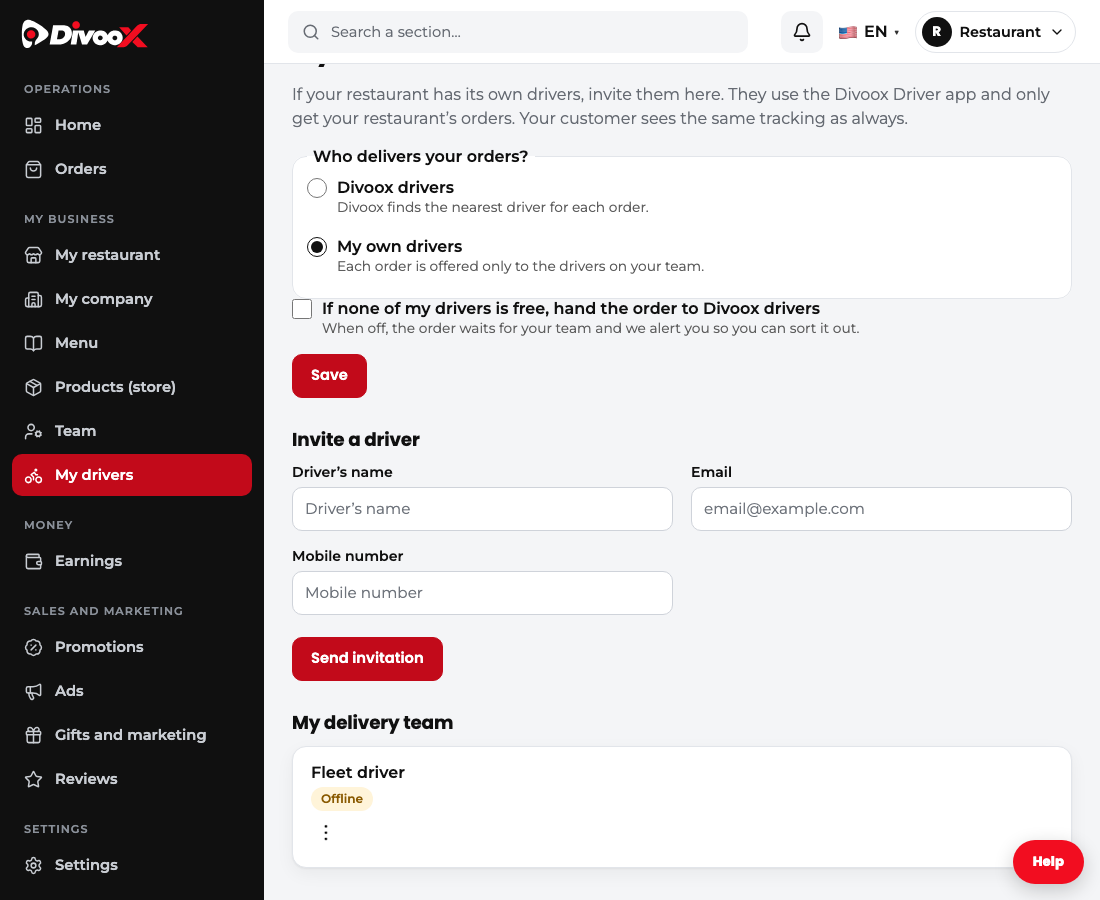 DivooX
Search a section...
EN
R
Restaurant
OPERATIONS
Home
Orders
MY BUSINESS
My restaurant
My company
Menu
Products (store)
Team
My drivers
MONEY
Earnings
SALES AND MARKETING
Promotions
Ads
Gifts and marketing
Reviews
SETTINGS
Settings
If your restaurant has its own drivers, invite them here. They use the Divoox Driver app and only
get your restaurant’s orders. Your customer sees the same tracking as always.
Who delivers your orders?
Divoox drivers
Divoox finds the nearest driver for each order.
My own drivers
Each order is offered only to the drivers on your team.
If none of my drivers is free, hand the order to Divoox drivers
When off, the order waits for your team and we alert you so you can sort it out.
Save
Invite a driver
Driver’s name
Email
Driver’s name
email@example.com
Mobile number
Mobile number
Send invitation
My delivery team
Fleet driver
Offline
Help